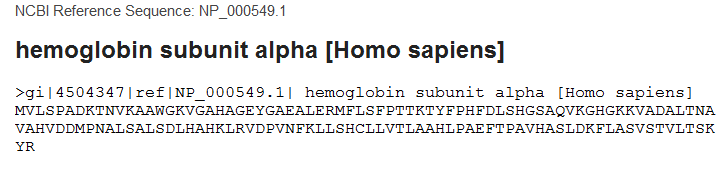 NCBI Reference Sequence: NP_000549.1
hemoglobin subunit alpha [Homo sapiens]
>gi|4504347|ref|NP_000549.1| hemoglobin subunit alpha [Homo sapiens]
MVLSPADKTNVKAAWGKVGAHAGEYGAEALERMFLSFPTTKTYFPHFDLSHGSAQVKGHGKKVADALTNA
VAHVDDMPNALSALSDLHAHKLRVDPVNFKLLSHCLLVTLAAHLPAEFTPAVHASLDKFLASVSTVLTSK
YR